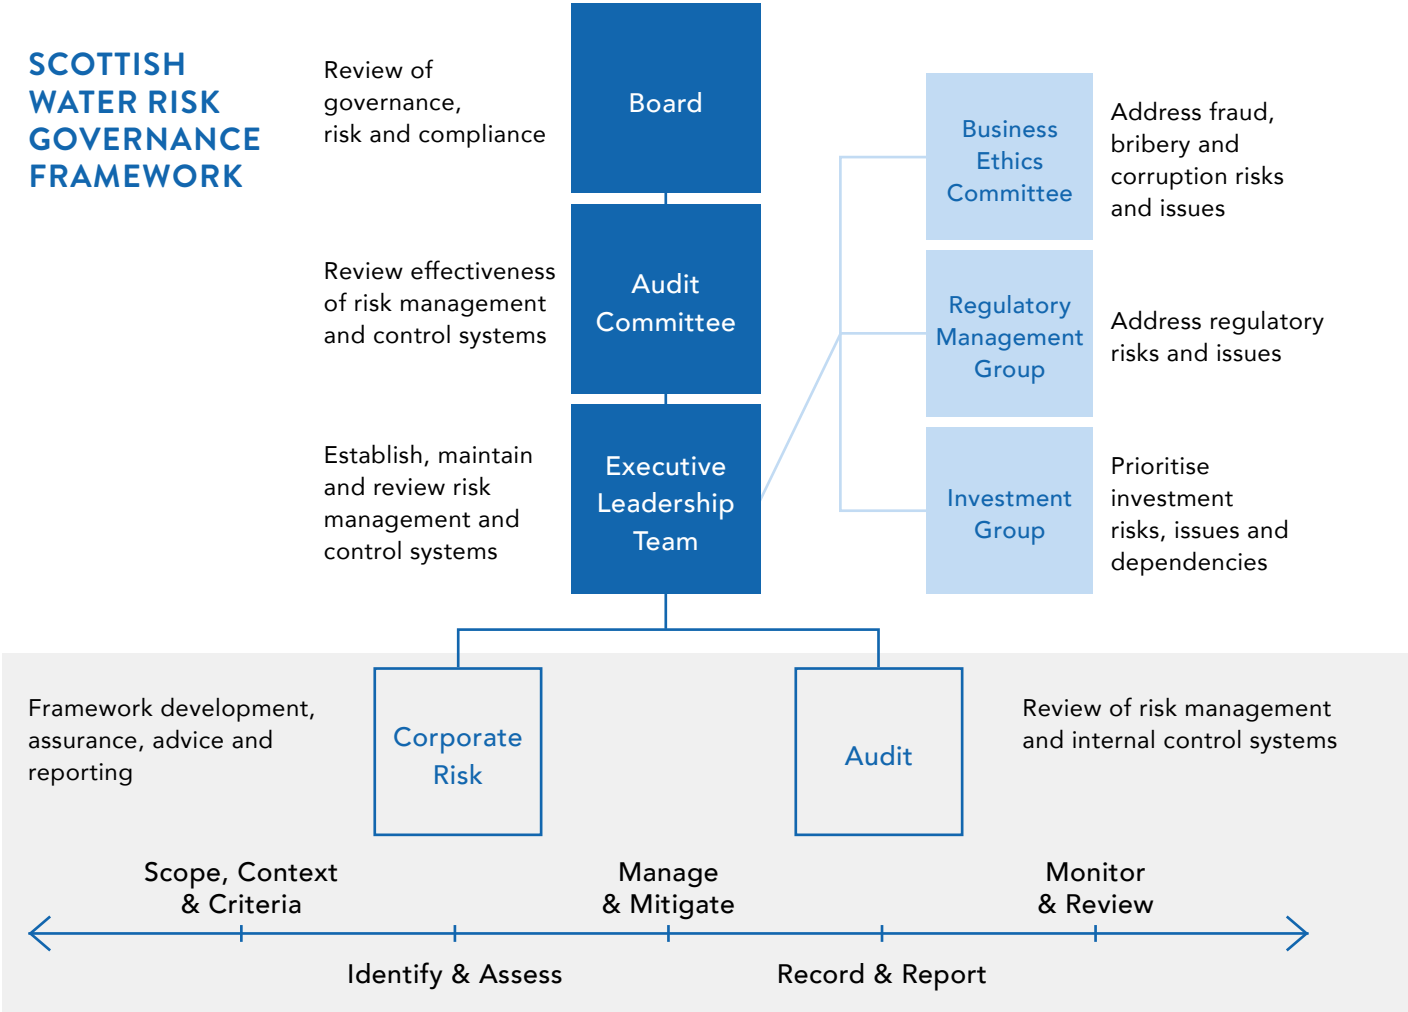 SCOTTISH
WATER RISK
GOVERNANCE
FRAMEWORK
Review of
governance,
risk and compliance
Board
Business
Ethics
Committee
Address fraud,
bribery and
corruption risks
and issues
Review effectiveness
of risk management
and control systems
Audit
Committee
Regulatory
Management
Group
Address regulatory
risks and issues
Establish, maintain
and review risk
management and
control systems
Executive
Leadership
Team
Investment
Group
Prioritise
investment
risks, issues and
dependencies
Framework development,
assurance, advice and
reporting
Corporate
Risk
Audit
Review of risk management
and internal control systems
Scope, Context
& Criteria
Identify & Assess
Manage
& Mitigate
Record & Report
Monitor
& Review